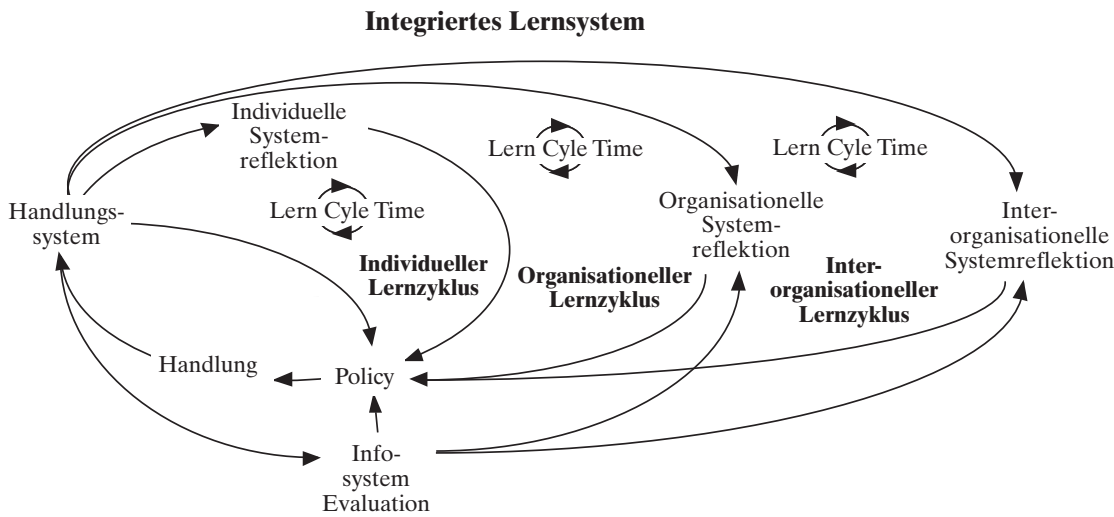 Integriertes Lernsystem
Individuelle
System-
reflektion
Lern Cyle Time
Lern Cyle Time
Handlungs-
system
Lern Cyle Time
Organisationelle
System-
reflektion
Inter-
organisationelle
Systemreflektion
Individueller
Lernzyklus
Organisationeller
Lernzyklus
Inter-
organisationeller
Lernzyklus
Handlung
Policy
Info-
system
Evaluation